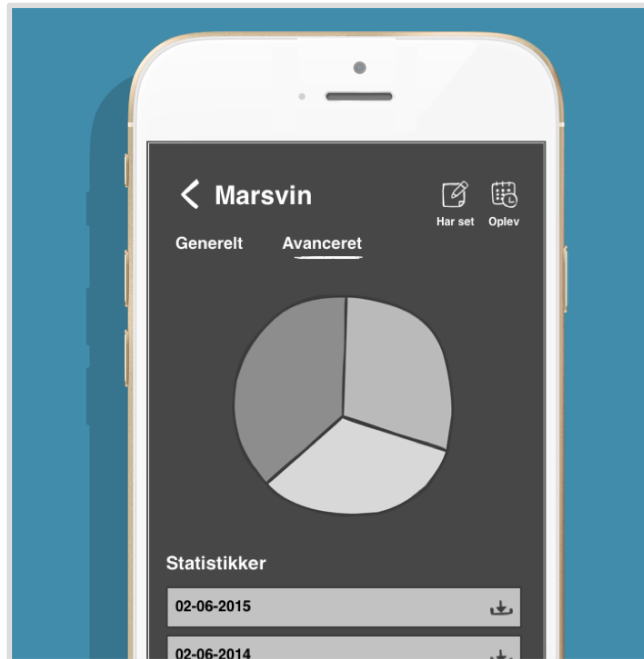 Marsvin
Har set
Oplev
Generelt
Avanceret
Statistikker
02-06-2015
02-06-2014